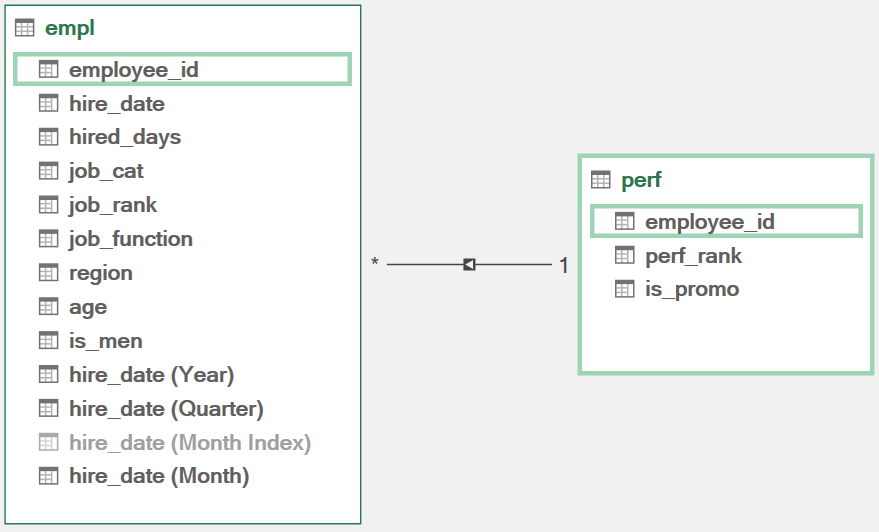 empl
employee_id
hire_date
hired_days
job_cat
job_rank
job_function
region
age
is_men
hire_date (Year)
hire_date (Quarter)
hire_date (Month Index)
hire_date (Month)
* 1
perf
employee_id
perf_rank
is_promo